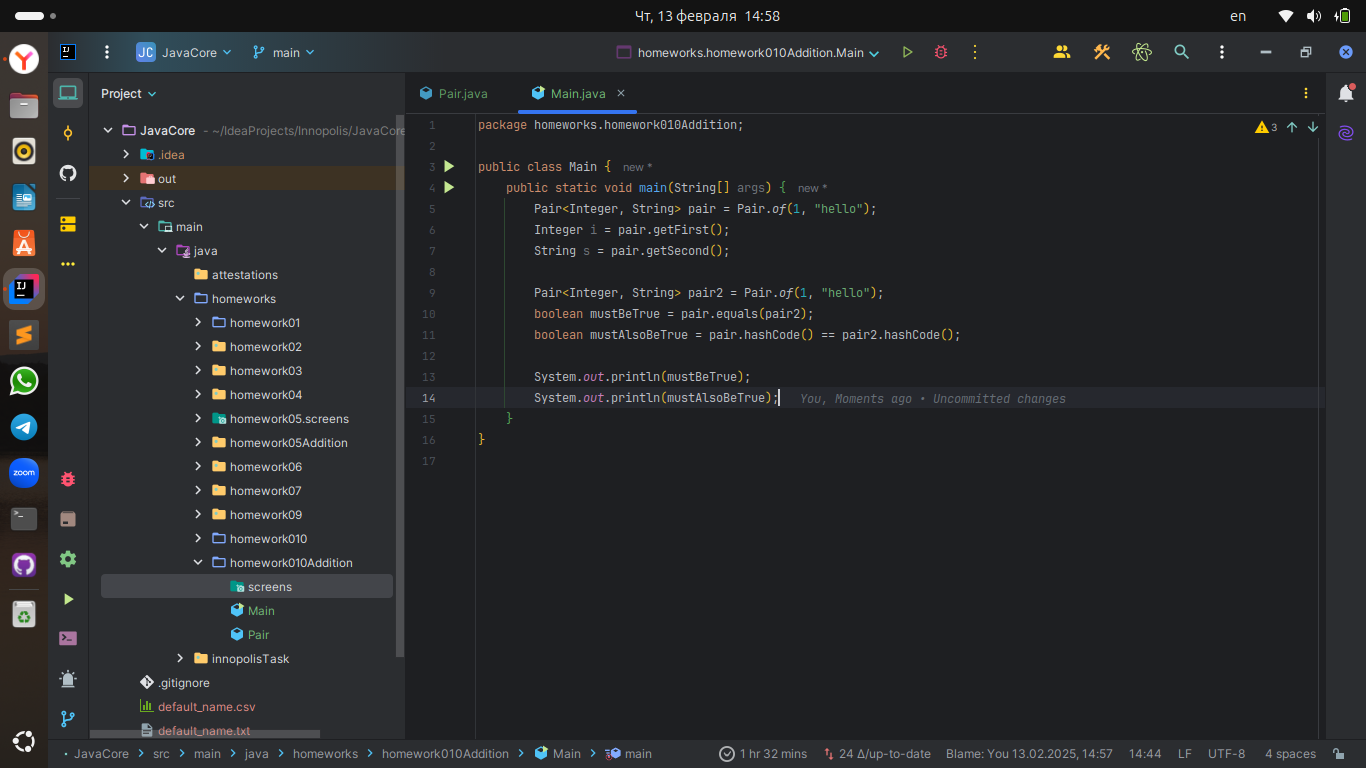 Чт, 13 февраля 14:58
en
JC JavaCore main
homeworks.homework010Addition.Main
Project
JavaCore - ~/IdeaProjects/Innopolis/JavaCore
.idea
out
src
main
java
attestations
homeworks
homework01
homework02
homework03
homework04
homework05.screens
homework05Addition
homework06
homework07
homework09
homework010
homework010Addition
screens
Main
Pair
innopolisTask
.gitignore
default_name.csv
default_name.txt
zoom
Pair.java Main.java
3
1 package homeworks.homework010Addition;
2
3 public class Main { new *
4 public static void main(String[] args) { new *
5 Pair<Integer, String> pair = Pair.of(1, "hello");
6 Integer i = pair.getFirst();
7 String s = pair.getSecond();
8
9 Pair<Integer, String> pair2 = Pair.of(1, "hello");
10 boolean mustBeTrue = pair.equals(pair2);
11 boolean mustAlsoBeTrue = pair.hashCode() == pair2.hashCode();
12
13 System.out.println(mustBeTrue);
14 System.out.println(mustAlsoBeTrue); You, Moments ago • Uncommitted changes
15 }
16 }
17
JavaCore > src > main > java > homeworks > homework010Addition > Main > main
1 hr 32 mins 24 Δ/up-to-date Blame: You 13.02.2025, 14:57 14:44 LF UTF-8 4 spaces